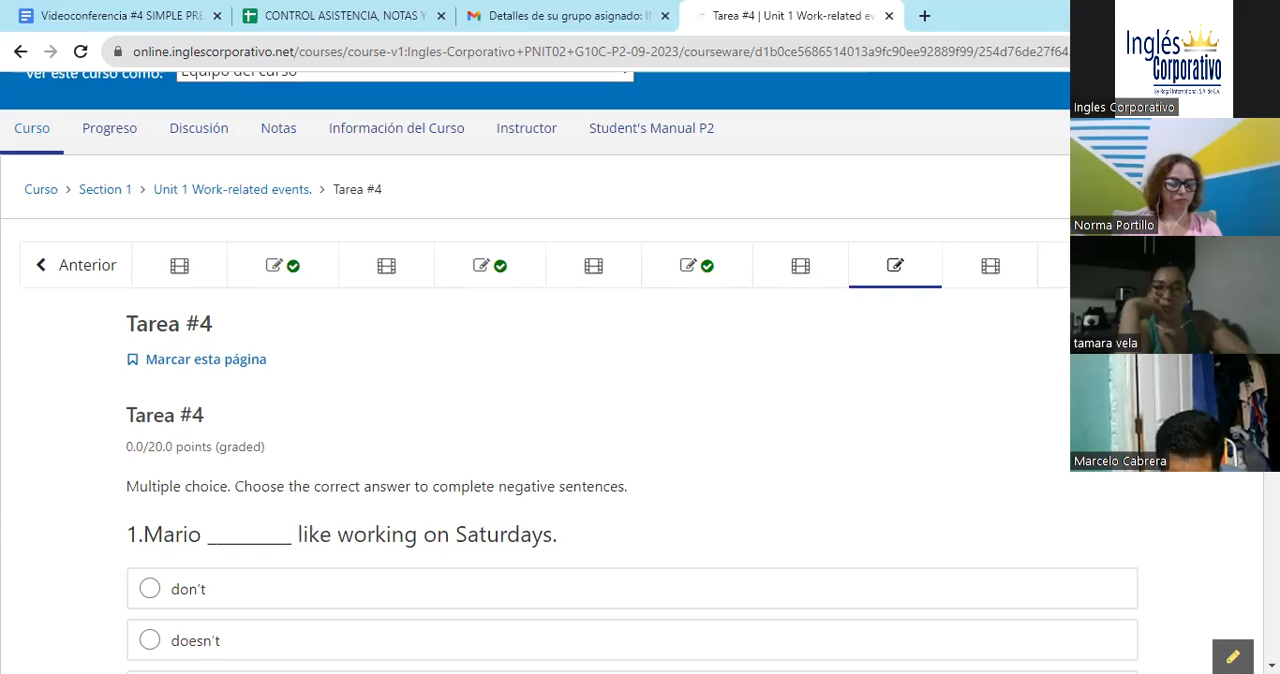 Videoconferencia #4 SIMPLE PRE
CONTROL ASISTENCIA, NOTAS Y
Detalles de su grupo asignado: I
Tarea #4 | Unit 1 Work-related ev
online.inglescorporativo.net/courses/course-v1:Ingles-Corporativo+PNIT02+G10C-P2-09-2023/courseware/d1b0ce5686514013a9fc90ee92889f99/254d76de27f64
Ver este curso como: Equipo del curso
Curso Progreso Discusión Notas Información del Curso Instructor Student's Manual P2
Curso > Section 1 > Unit 1 Work-related events. > Tarea #4
Anterior
Tarea #4
Marcar esta página
Tarea #4
0.0/20.0 points (graded)
Multiple choice. Choose the correct answer to complete negative sentences.
1.Mario ________ like working on Saturdays.
don't
doesn't
Inglés
Corporativo
Ingles Corporativo
Norma Portillo
tamara vela
Marcelo Cabrera